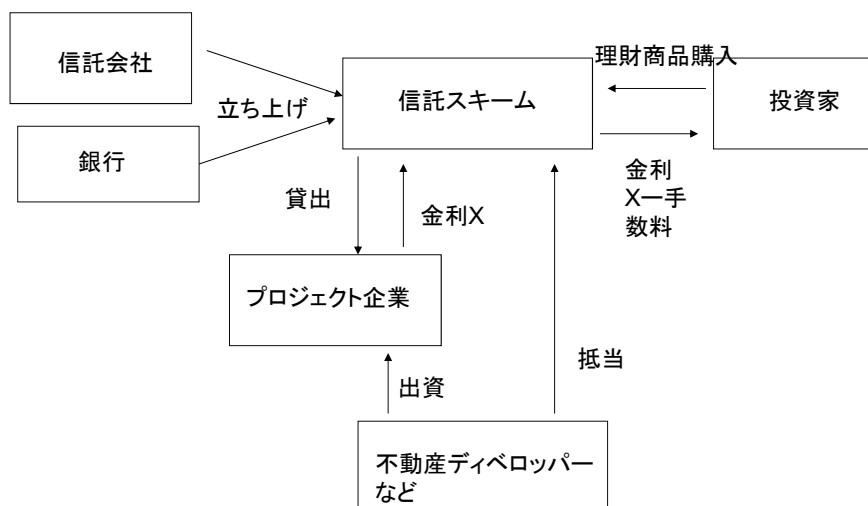 信託会社
銀行
立ち上げ
信託スキーム
理財商品購入
投資家
金利
X一手
数料
貸出
金利X
プロジェクト企業
出資
抵当
不動産ディベロッパー
など